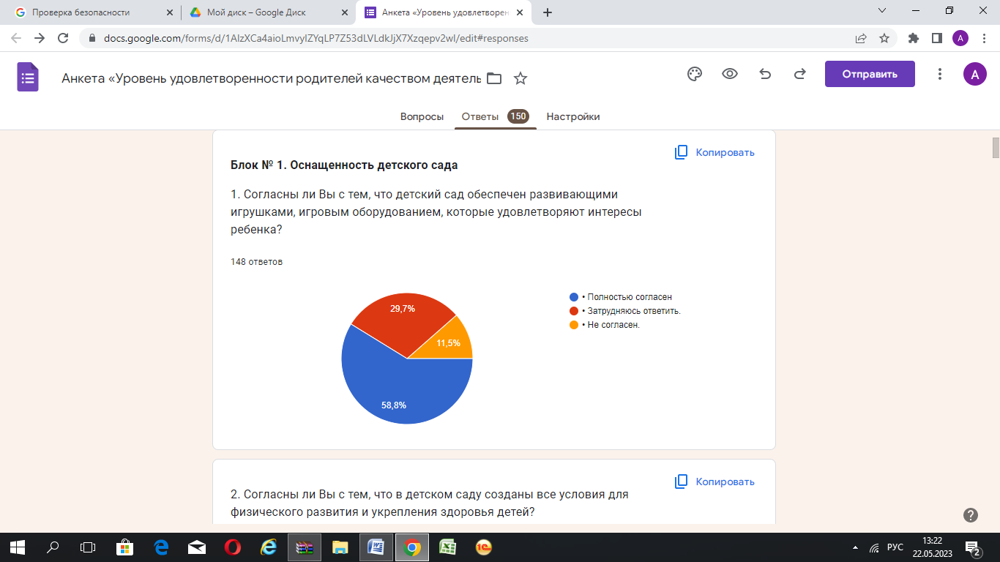 Проверка безопасности
Мой диск – Google Диск
Анкета «Уровень удовлетворен
docs.google.com/forms/d/1AlzXCa4aioLmvylZYqLP7Z53dLVLdkJjX7Xzqepv2wI/edit#responses
A
Анкета «Уровень удовлетворенности родителей качеством деятель
Отправить
A
Вопросы
Ответы 150
Настройки
Копировать
Блок № 1. Оснащенность детского сада
1. Согласны ли Вы с тем, что детский сад обеспечен развивающими
игрушками, игровым оборудованием, которые удовлетворяют интересы
ребенка?
148 ответов
• Полностью согласен
• Затрудняюсь ответить.
• Не согласен.
29,7%
11,5%
58,8%
Копировать
2. Согласны ли Вы с тем, что в детском саду созданы все условия для
физического развития и укрепления здоровья детей?
РУС
13:22
22.05.2023
2